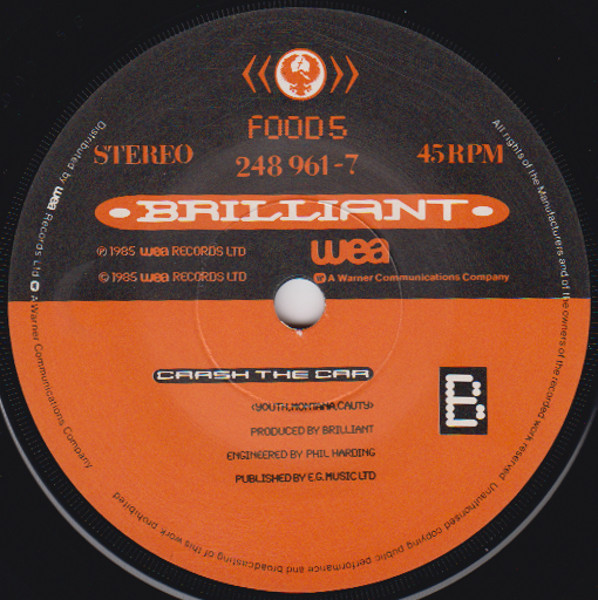 FOOD 5
STEREO
248 961-7
45 RPM
•BRILLIANT•
℗ 1985 wea RECORDS LTD
© 1985 wea RECORDS LTD
wea
A Warner Communications Company
CRASH THE CAR
(YOUTH, MONTANA, CAUTY)
PRODUCED BY BRILLIANT
ENGINEERED BY PHIL HARDING
PUBLISHED BY E.G. MUSIC LTD
B
Distributed by wea Records Ltd. A Warner Communications Company
All rights of the Manufacturers and of the owners of the recorded work reserved. Unauthorised copying public performance and broadcasting of this work prohibited